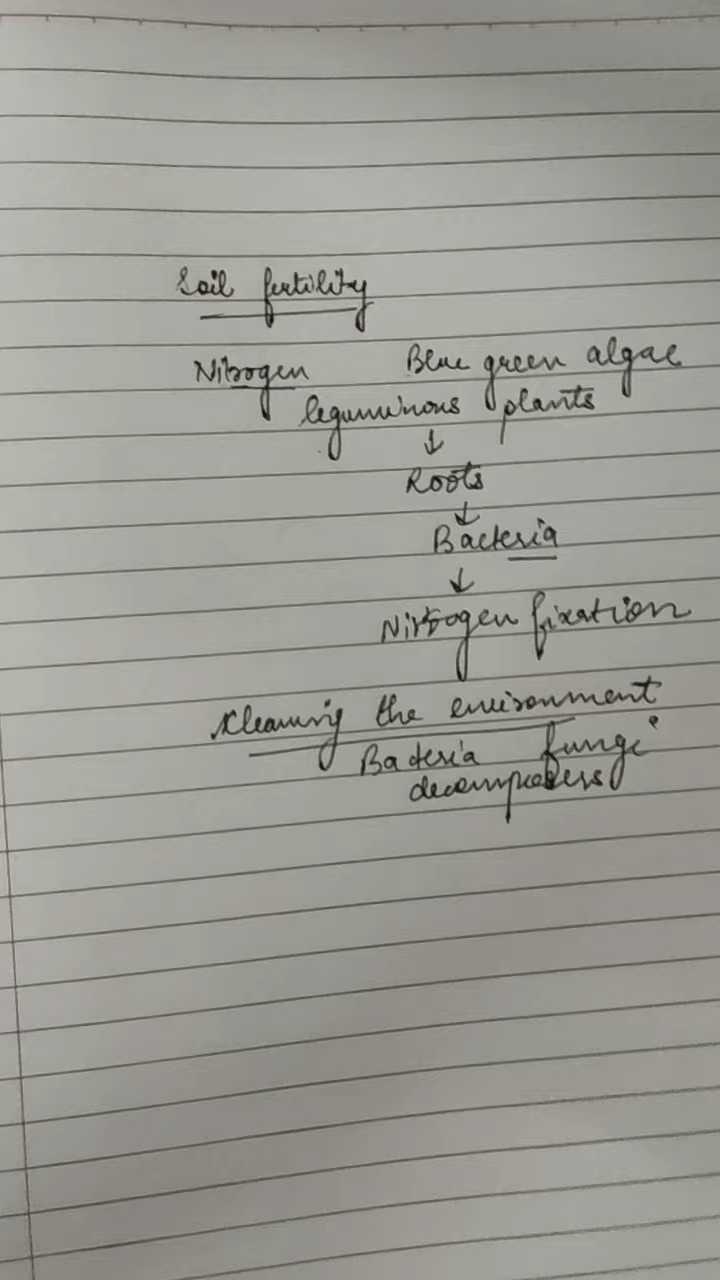 Soil fertility
Nitrogen Blue green algae
leguminous plants
↓
Roots
↓
Bacteria
↓
Nitrogen fixation
Cleaning the environment
Bacteria fungi
decomposers